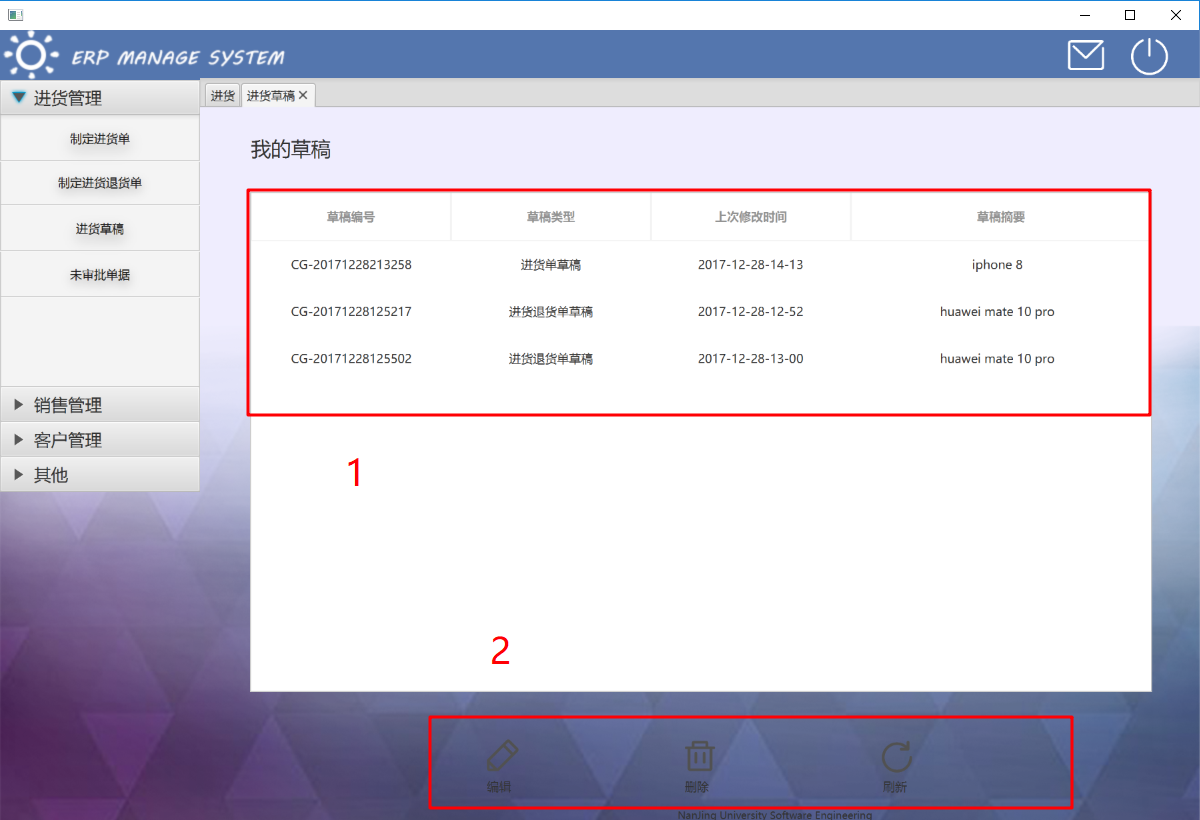 ERP MANAGE SYSTEM
进货管理
制定进货单
制定进货退货单
进货草稿
未审批单据
销售管理
客户管理
其他
进货 进货草稿
我的草稿
草稿编号 草稿类型 上次修改时间 草稿摘要
CG-20171228213258 进货单草稿 2017-12-28-14-13 iphone 8
CG-20171228125217 进货退货单草稿 2017-12-28-12-52 huawei mate 10 pro
CG-20171228125502 进货退货单草稿 2017-12-28-13-00 huawei mate 10 pro
1
2
编辑 删除 刷新
NanJing University Software Engineering